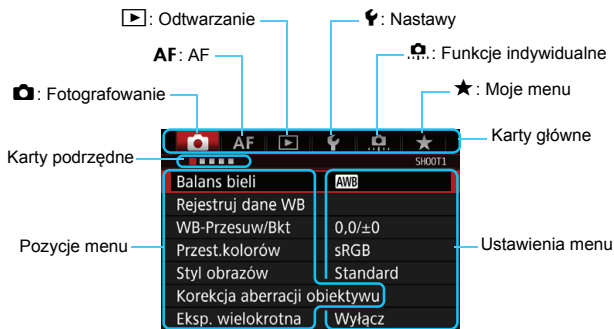 ▶: Odtwarzanie
: Nastawy
AF: AF
: Funkcje indywidualne
: Fotografowanie
★: Moje menu
AF
Karty główne
Karty podrzędne
SHOOT1
Balans bieli AWB
Rejestruj dane WB
WB-Przesuw/Bkt 0,0/±0
Pozycje menu
Przest.kolorów sRGB
Ustawienia menu
Styl obrazów Standard
Korekcja aberracji obiektywu
Eksp. wielokrotna Wyłącz